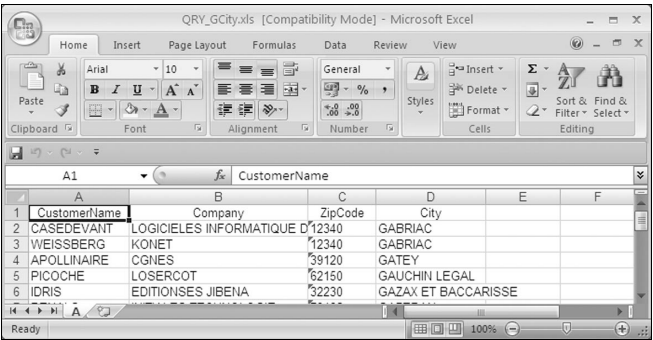 QRY_GCity.xls [Compatibility Mode] - Microsoft Excel
Home Insert Page Layout Formulas Data Review View
Paste
Clipboard
Arial 10
B I U A A
A
Font
Alignment
General
$ % ,
Number
A
Styles
Insert
Delete
Format
Cells
Σ
Sort & Filter
Find & Select
Editing
A1 fx CustomerName
A B C D E F
1 CustomerName Company ZipCode City
2 CASEDEVANT LOGICIELES INFORMATIQUE D 12340 GABRIAC
3 WEISSBERG KONET 12340 GABRIAC
4 APOLLINAIRE CGNES 39120 GATEY
5 PICOCHE LOSERCOT 62150 GAUCHIN LEGAL
6 IDRIS EDITIONSES JIBENA 32230 GAZAX ET BACCARISSE
A
Ready 100%